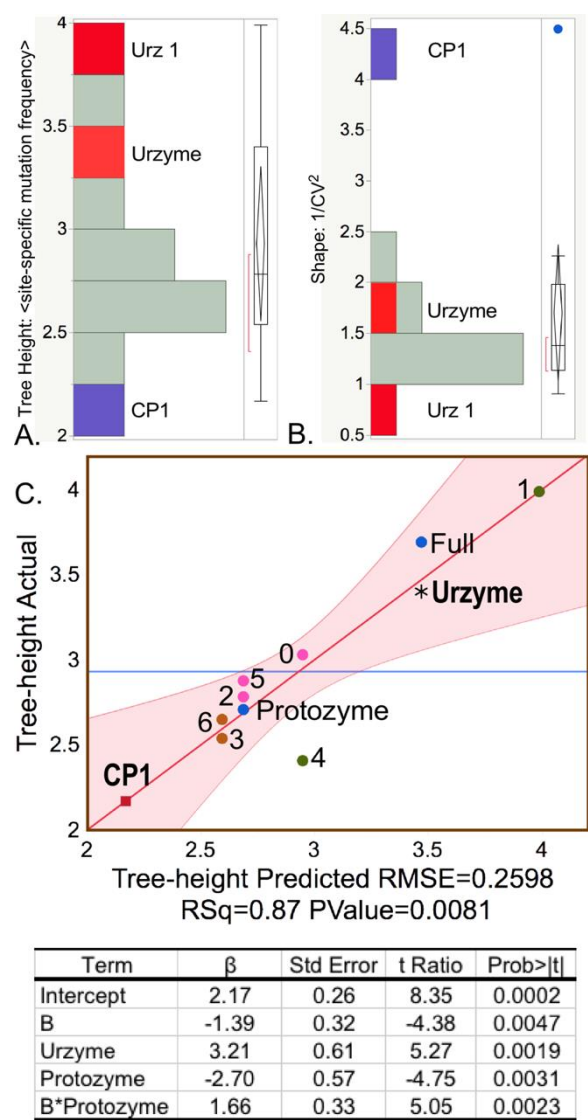 Tree Height: <site-specific mutation frequency>
4
3.5
3
2.5
2
Urz 1
Urzyme
CP1
A.
Shape: 1/CV²
4.5
4
3.5
3
2.5
2
1.5
1
0.5
CP1
Urzyme
Urz 1
B.
C.
Tree-height Actual
4
3.5
3
2.5
2
1
Full
*Urzyme
0
5
2
Protozyme
6
3
4
CP1
2 2.5 3 3.5 4
Tree-height Predicted RMSE=0.2598
RSq=0.87 PValue=0.0081
Term β Std Error t Ratio Prob>|t|
Intercept 2.17 0.26 8.35 0.0002
B -1.39 0.32 -4.38 0.0047
Urzyme 3.21 0.61 5.27 0.0019
Protozyme -2.70 0.57 -4.75 0.0031
B*Protozyme 1.66 0.33 5.05 0.0023